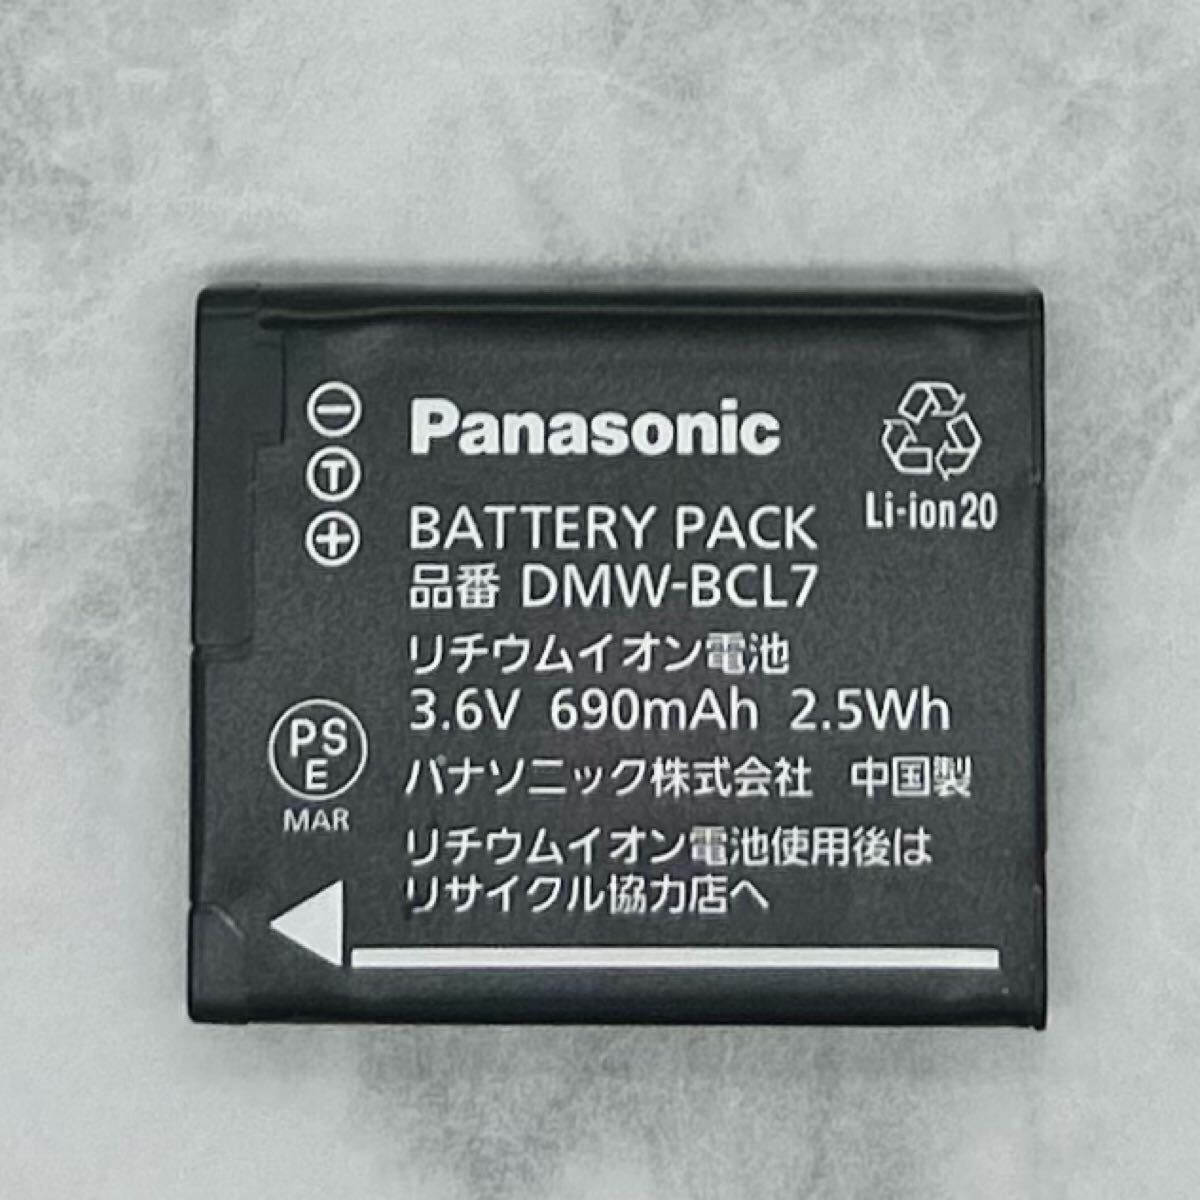 Panasonic
Li-ion20
BATTERY PACK
品番 DMW-BCL7
リチウムイオン電池
3.6V 690mAh 2.5Wh
パナソニック株式会社 中国製
リチウムイオン電池使用後は
リサイクル協力店へ
− T +
PS
E
MAR